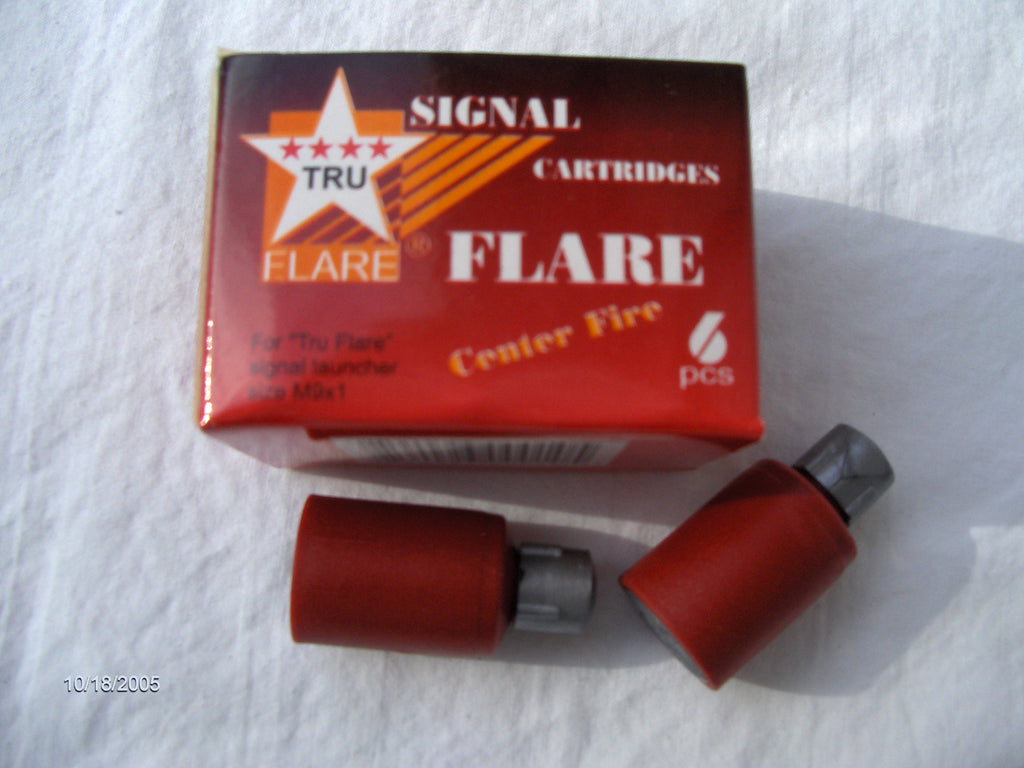 SIGNAL
CARTRIDGES
TRU
FLARE ®
FLARE
Center Fire
6
pcs
For "Tru Flare"
signal launcher
size M9x1
10/18/2005